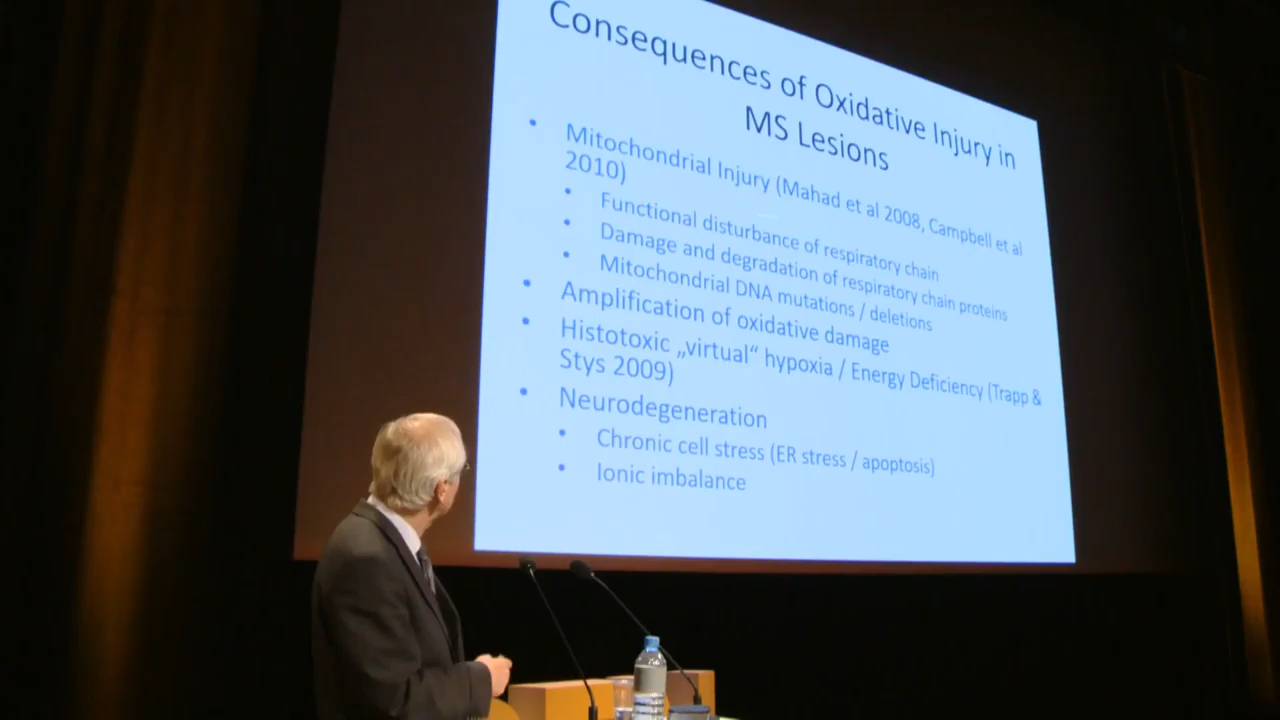 Consequences of Oxidative Injury in
MS Lesions
• Mitochondrial Injury (Mahad et al 2008, Campbell et al
2010)
• Functional disturbance of respiratory chain
• Damage and degradation of respiratory chain proteins
• Mitochondrial DNA mutations / deletions
• Amplification of oxidative damage
• Histotoxic „virtual“ hypoxia / Energy Deficiency (Trapp &
Stys 2009)
• Neurodegeneration
• Chronic cell stress (ER stress / apoptosis)
• Ionic imbalance